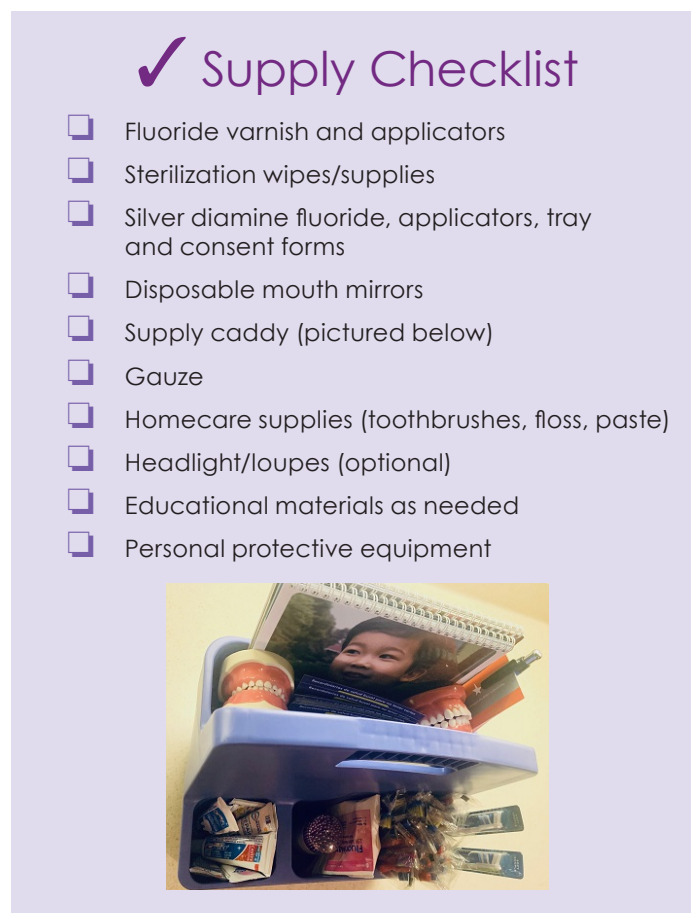 Supply Checklist
Fluoride varnish and applicators
Sterilization wipes/supplies
Silver diamine fluoride, applicators, tray
and consent forms
Disposable mouth mirrors
Supply caddy (pictured below)
Gauze
Homecare supplies (toothbrushes, floss, paste)
Headlight/loupes (optional)
Educational materials as needed
Personal protective equipment